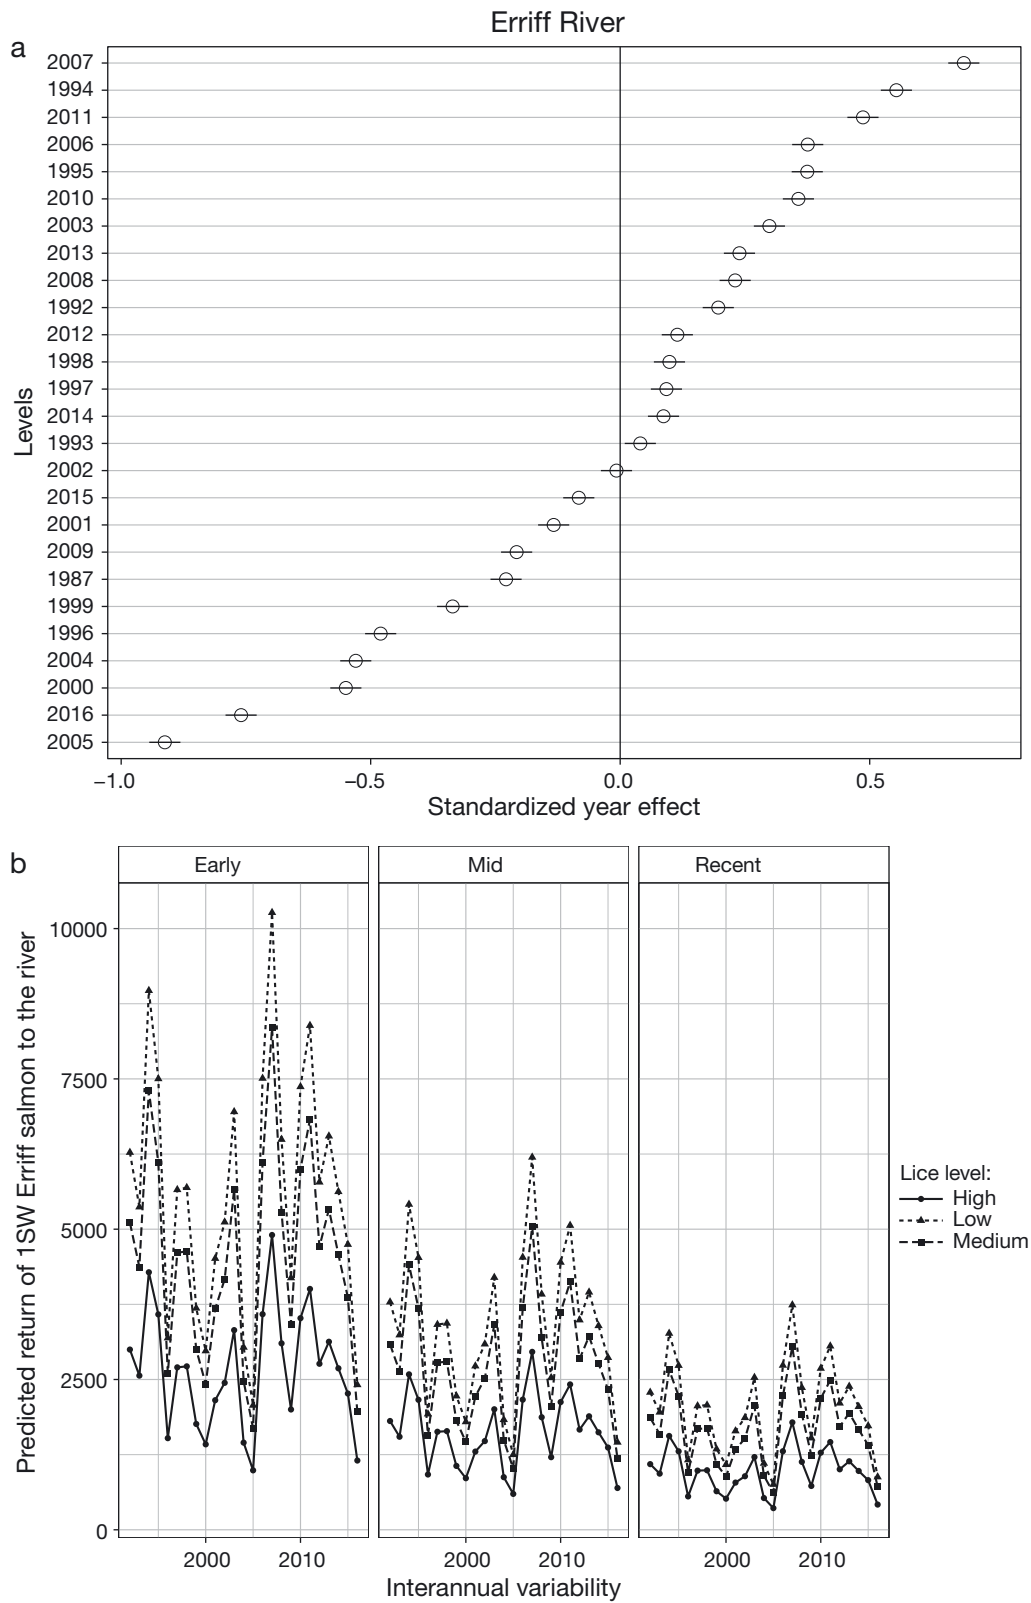 Erriff River
a
2007
1994
2011
2006
1995
2010
2003
2013
2008
1992
2012
1998
1997
2014
1993
2002
2015
2001
2009
1987
1999
1996
2004
2000
2016
2005
Levels
−1.0 −0.5 0.0 0.5
Standardized year effect
b
Early Mid Recent
10000
7500
5000
2500
0
Predicted return of 1SW Erriff salmon to the river
2000 2010 2000 2010 2000 2010
Interannual variability
Lice level:
High
Low
Medium